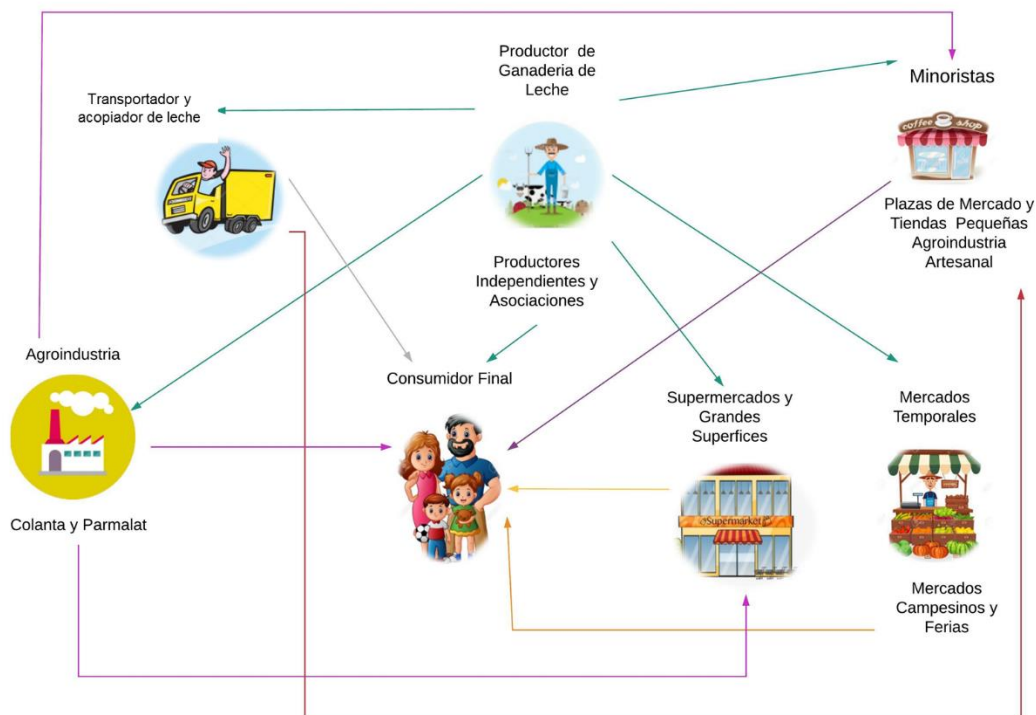 Productor de
Ganaderia de
Leche
Minoristas
coffee shop
Transportador y
acopiador de leche
Plazas de Mercado y
Tiendas Pequeñas
Agroindustria
Artesanal
Productores
Independientes y
Asociaciones
Agroindustria
Consumidor Final
Supermercados y
Grandes
Superfices
Mercados
Temporales
Supermarket
Colanta y Parmalat
Mercados
Campesinos y
Ferias